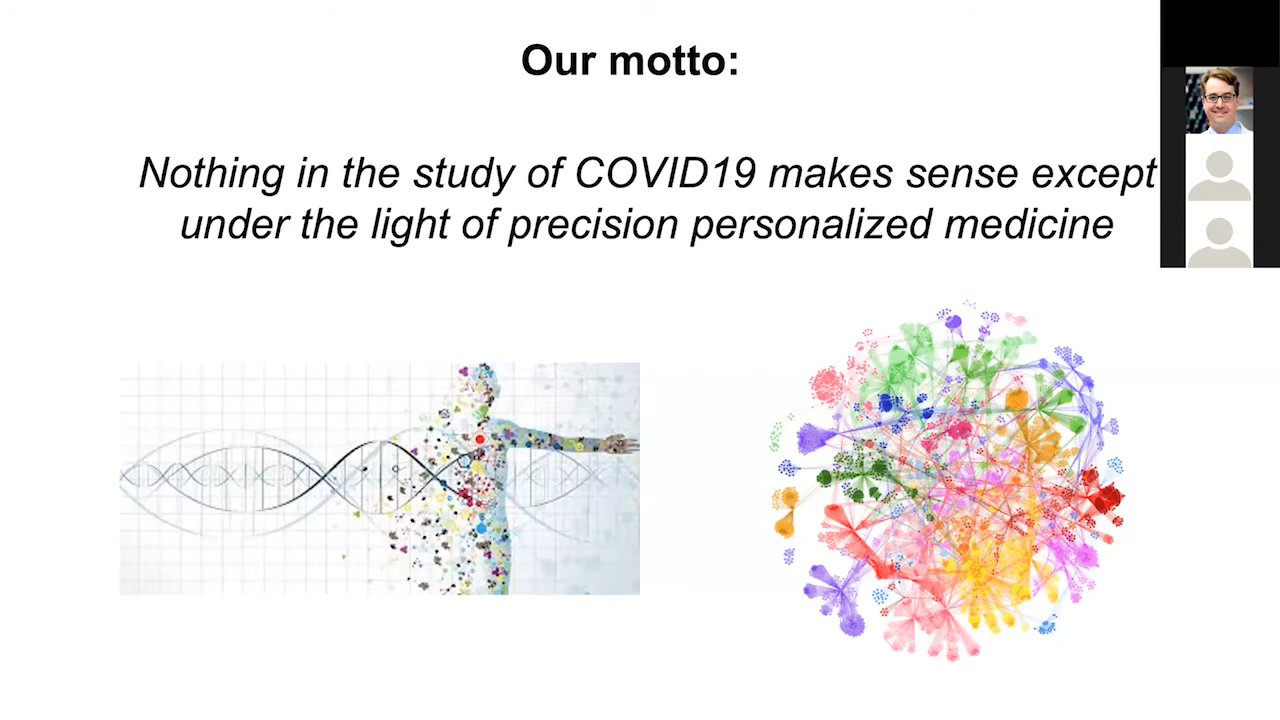 Our motto:
Nothing in the study of COVID19 makes sense except
under the light of precision personalized medicine